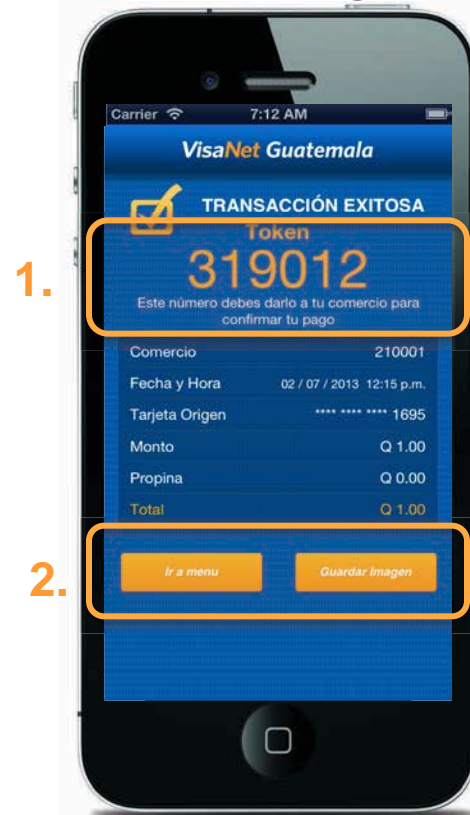 Carrier 7:12 AM
VisaNet Guatemala
TRANSACCIÓN EXITOSA
1.
Token
319012
Este número debes darlo a tu comercio para
confirmar tu pago
Comercio 210001
Fecha y Hora 02 / 07 / 2013 12:15 p.m.
Tarjeta Origen **** **** **** 1695
Monto Q 1.00
Propina Q 0.00
Total Q 1.00
2.
Ir a menu Guardar Imagen